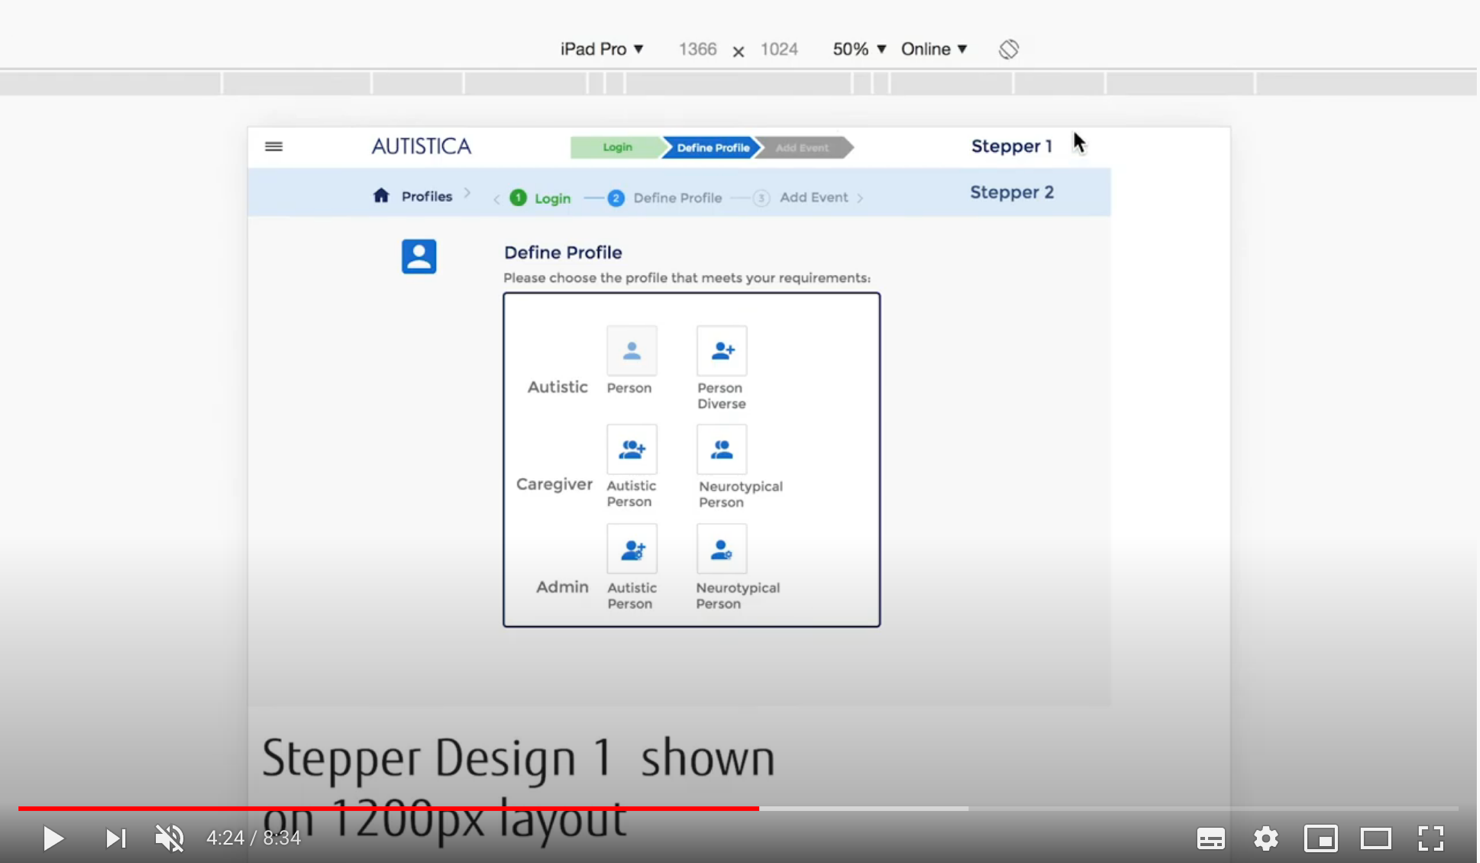 iPad Pro ▼ 1366 × 1024 50% ▼ Online ▼
AUTISTICA Login Define Profile Add Event Stepper 1
Profiles > < 1 Login 2 Define Profile 3 Add Event > Stepper 2
Define Profile
Please choose the profile that meets your requirements:
Autistic Person Person
Diverse
Caregiver Autistic Neurotypical
Person Person
Admin Autistic Neurotypical
Person Person
Stepper Design 1 shown
on 1200px layout
4:24 / 8:34